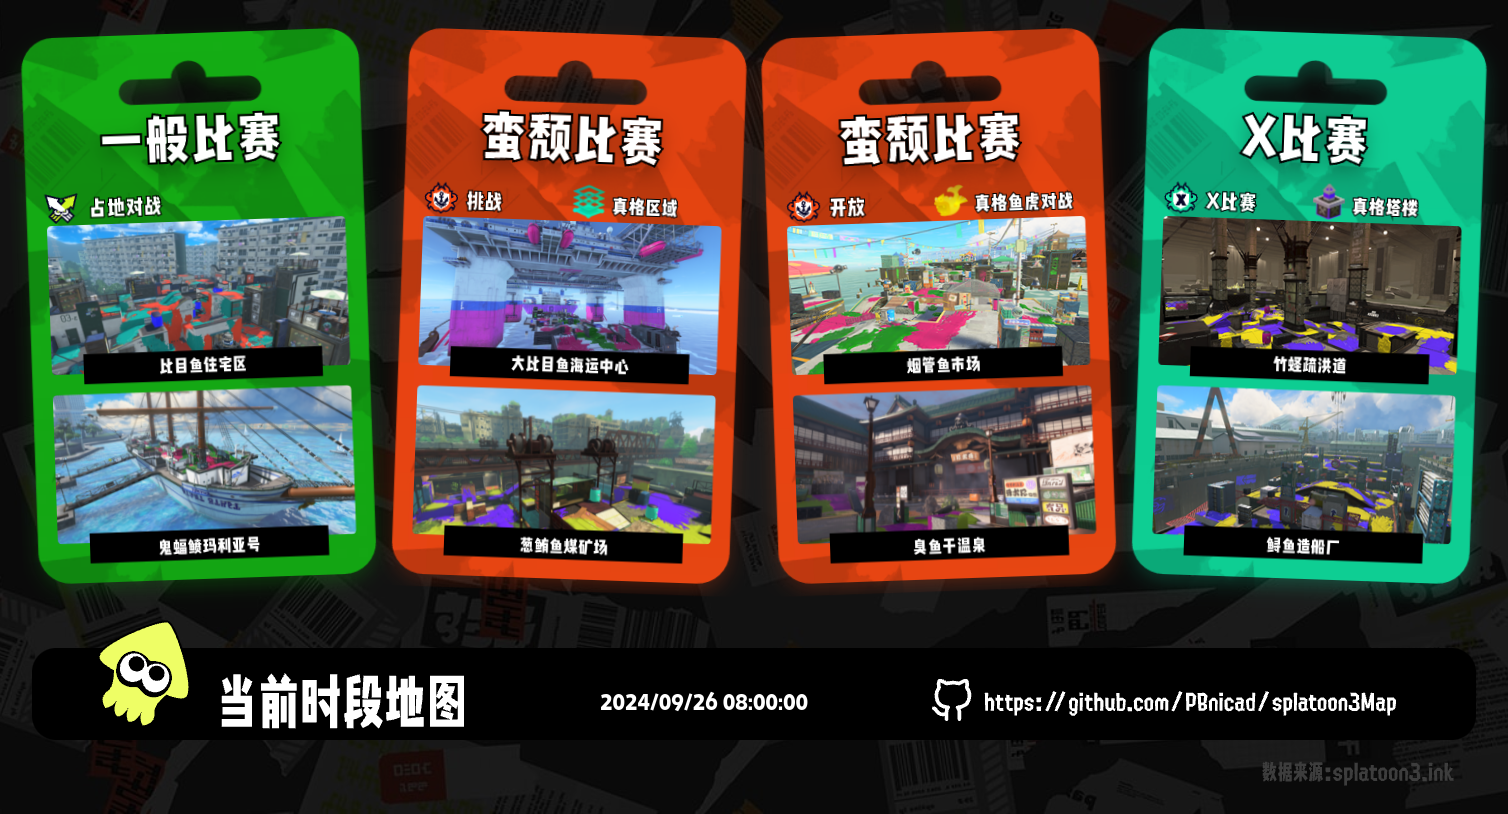 一般比赛
占地对战
比目鱼住宅区
鬼蝠鲼玛利亚号
蛮颓比赛
挑战
真格区域
大比目鱼海运中心
葱鲔鱼煤矿场
蛮颓比赛
开放
真格鱼虎对战
烟管鱼市场
臭鱼干温泉
X比赛
X比赛
真格塔楼
竹蛏疏洪道
鲟鱼造船厂
当前时段地图
2024/09/26 08:00:00
https://github.com/PBnicad/splatoon3Map
数据来源:splatoon3.ink